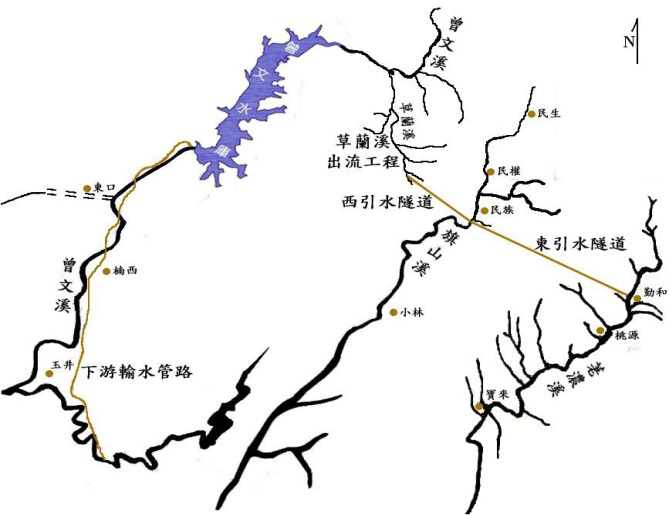 曾文溪
N
曾文水庫
草蘭溪
民生
草蘭溪
出流工程
民權
西引水隧道
民族
東口
旗山溪
東引水隧道
曾文溪
楠西
勤和
小林
桃源
玉井
下游輸水管路
荖濃溪
寶來